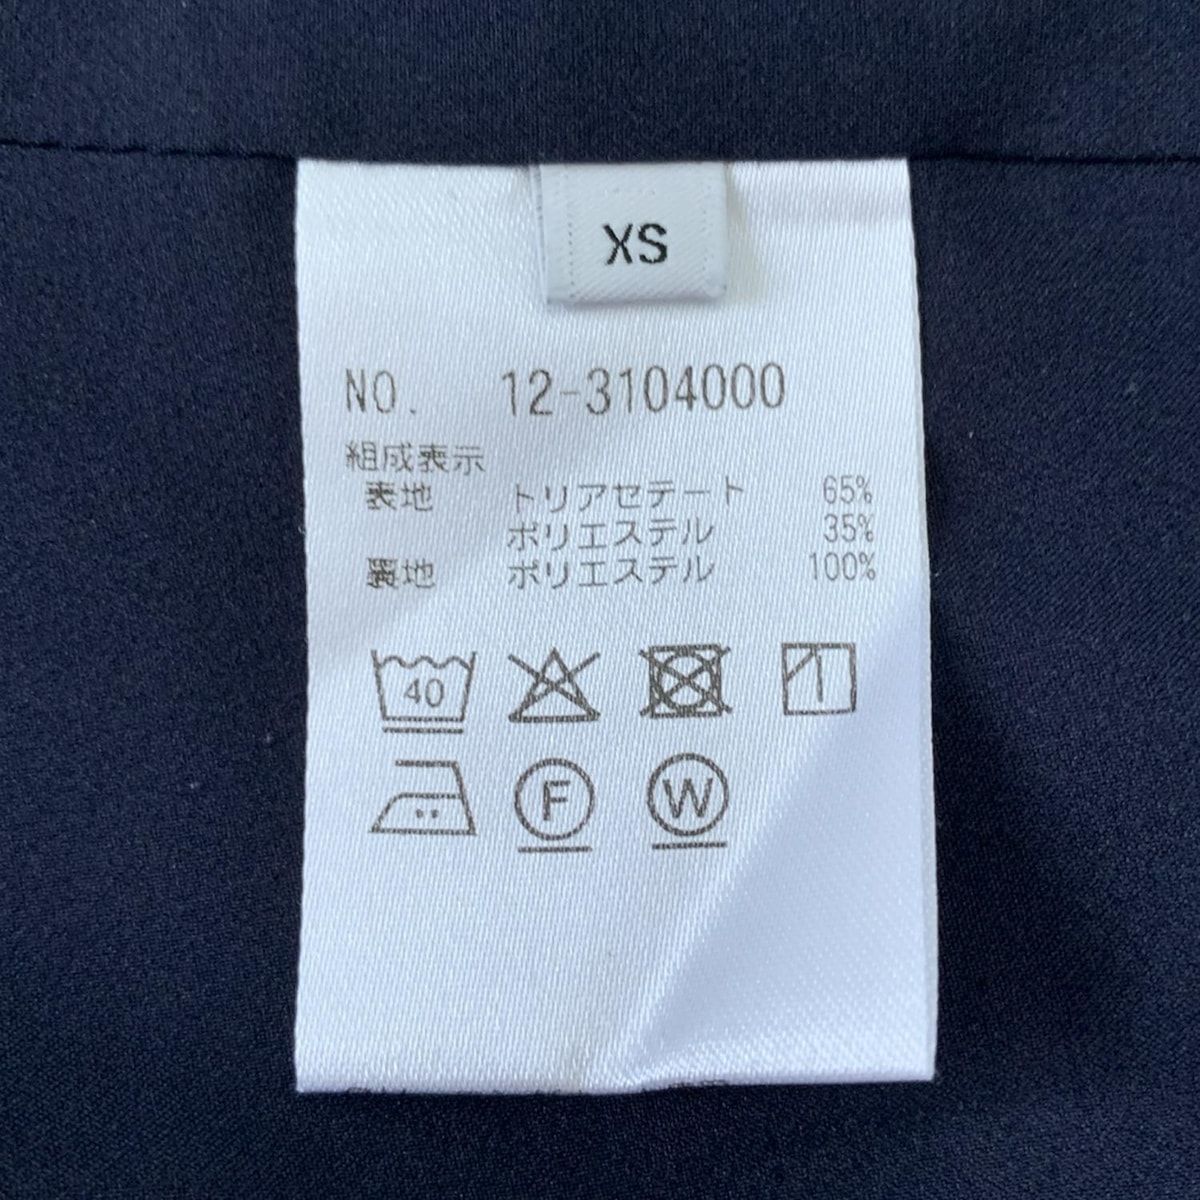 XS
NO. 12-3104000
組成表示
表地 トリアセテート 65%
ポリエステル 35%
裏地 ポリエステル 100%
40
F W